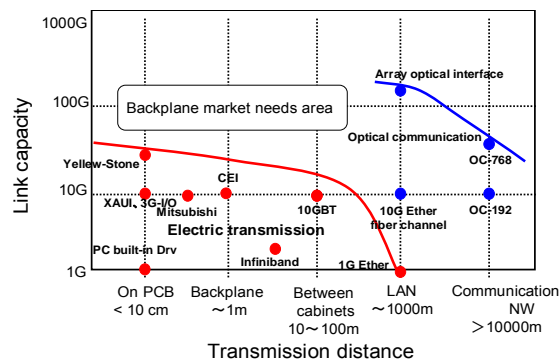 1000G
Array optical interface
100G
Backplane market needs area
Optical communication
OC-768
Yellew-Stone
CEI
10G
XAUI、3G-I/O
Mitsubishi
10GBT
10G Ether
fiber channel
OC-192
Electric transmission
PC built-in Drv
Infiniband
1G Ether
1G
Link capacity
On PCB
< 10 cm
Backplane
～1m
Between
cabinets
10～100m
LAN
～1000m
Communication
NW
＞10000m
Transmission distance